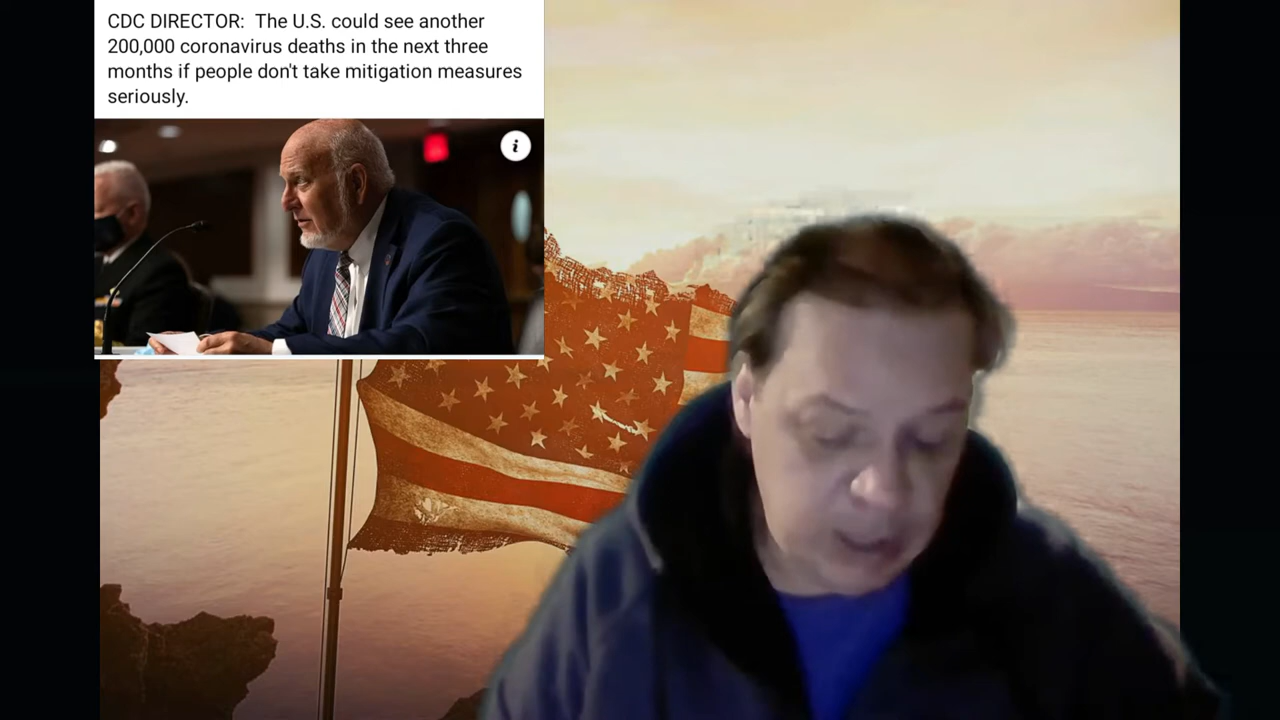 CDC DIRECTOR: The U.S. could see another
200,000 coronavirus deaths in the next three
months if people don't take mitigation measures
seriously.
i